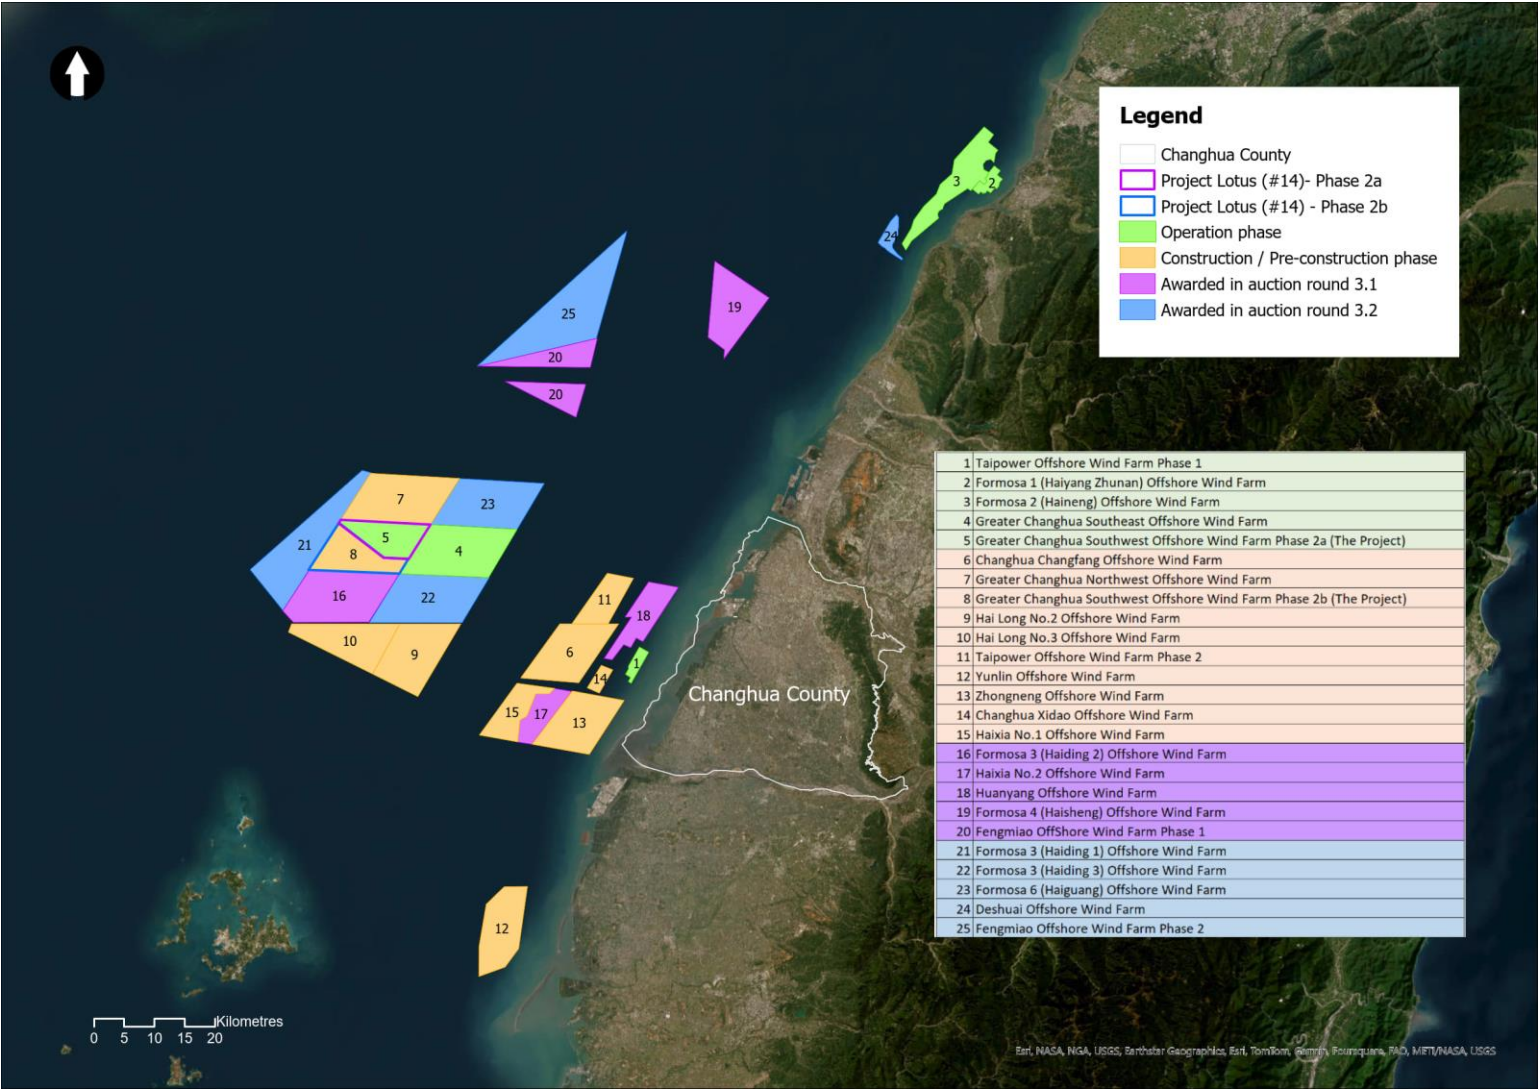 Legend
Changhua County
Project Lotus (#14)- Phase 2a
Project Lotus (#14) - Phase 2b
Operation phase
Construction / Pre-construction phase
Awarded in auction round 3.1
Awarded in auction round 3.2
3
2
24
25
19
20
20
7
23
5
21
8
4
16
22
10
9
11
18
6
1
14
15
17
13
12
Changhua County
1 Taipower Offshore Wind Farm Phase 1
2 Formosa 1 (Haiyang Zhunan) Offshore Wind Farm
3 Formosa 2 (Haineng) Offshore Wind Farm
4 Greater Changhua Southeast Offshore Wind Farm
5 Greater Changhua Southwest Offshore Wind Farm Phase 2a (The Project)
6 Changhua Changfang Offshore Wind Farm
7 Greater Changhua Northwest Offshore Wind Farm
8 Greater Changhua Southwest Offshore Wind Farm Phase 2b (The Project)
9 Hai Long No.2 Offshore Wind Farm
10 Hai Long No.3 Offshore Wind Farm
11 Taipower Offshore Wind Farm Phase 2
12 Yunlin Offshore Wind Farm
13 Zhongneng Offshore Wind Farm
14 Changhua Xidao Offshore Wind Farm
15 Haixia No.1 Offshore Wind Farm
16 Formosa 3 (Haiding 2) Offshore Wind Farm
17 Haixia No.2 Offshore Wind Farm
18 Huanyang Offshore Wind Farm
19 Formosa 4 (Haisheng) Offshore Wind Farm
20 Fengmiao OffShore Wind Farm Phase 1
21 Formosa 3 (Haiding 1) Offshore Wind Farm
22 Formosa 3 (Haiding 3) Offshore Wind Farm
23 Formosa 6 (Haiguang) Offshore Wind Farm
24 Deshuai Offshore Wind Farm
25 Fengmiao Offshore Wind Farm Phase 2
Kilometres
0 5 10 15 20
Esri, NASA, NGA, USGS, Earthstar Geographics, Esri, TomTom, Garmin, Foursquare, FAO, METI/NASA, USGS